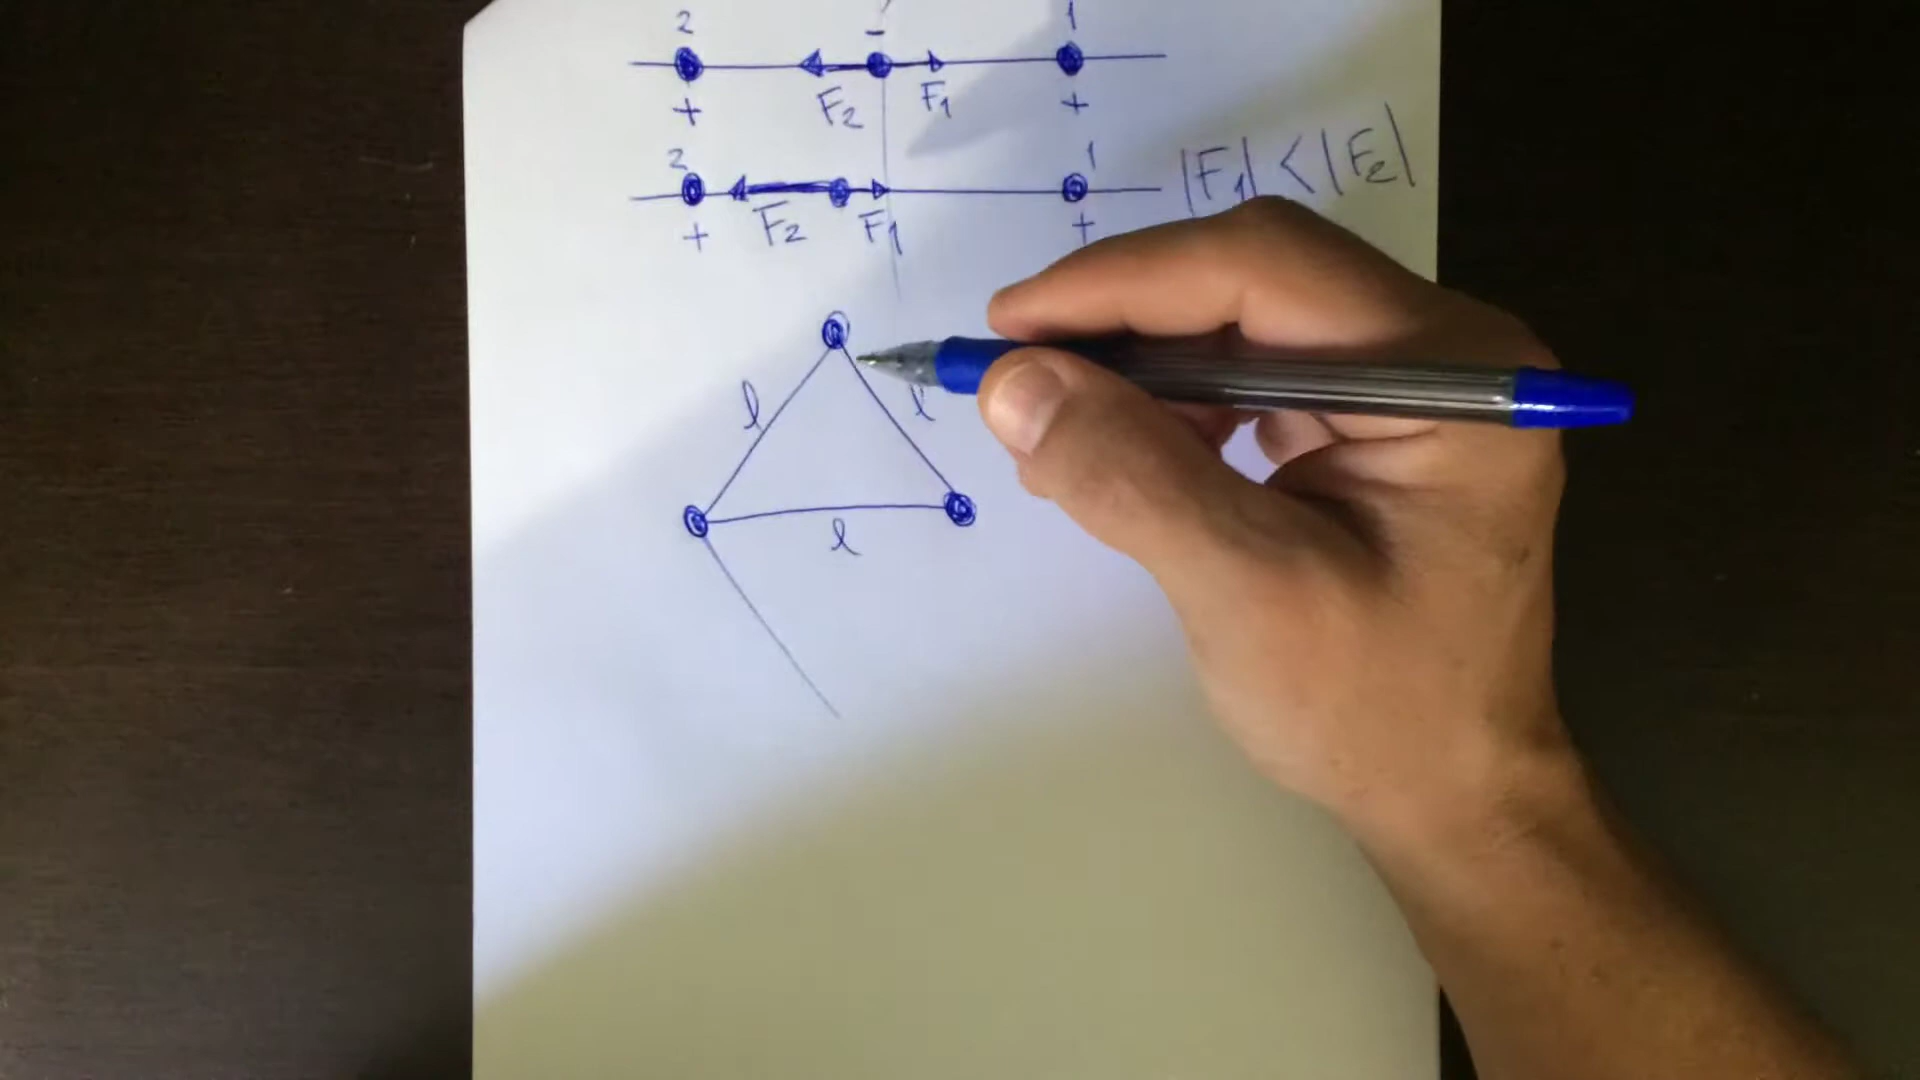 2 - 1
F₂ F₁
+ +
2 1
|F₁| < |F₂|
F₂ F₁
+ +
l l
l